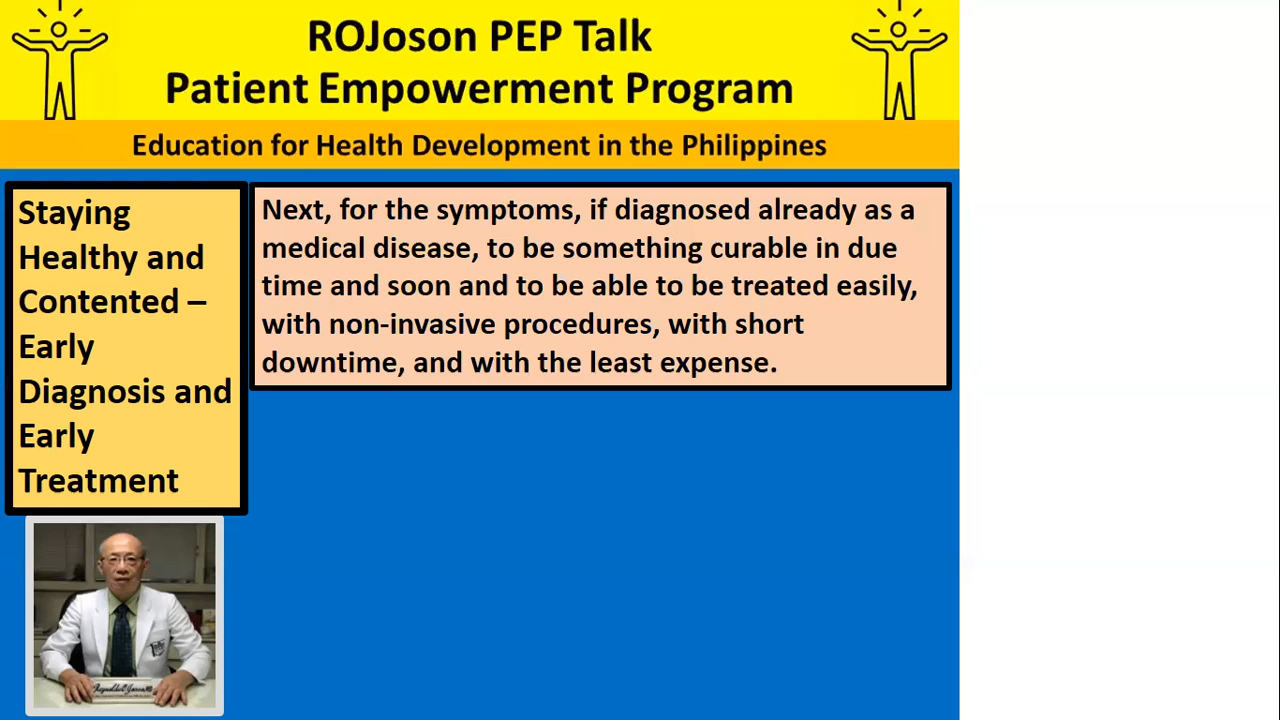 ROJoson PEP Talk
Patient Empowerment Program
Education for Health Development in the Philippines
Staying
Healthy and
Contented –
Early
Diagnosis and
Early
Treatment
Next, for the symptoms, if diagnosed already as a
medical disease, to be something curable in due
time and soon and to be able to be treated easily,
with non-invasive procedures, with short
downtime, and with the least expense.